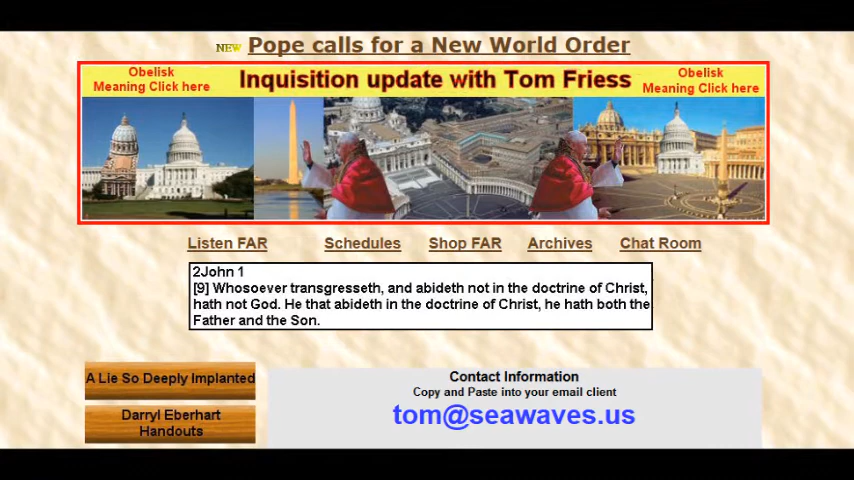 NEW Pope calls for a New World Order
Obelisk
Meaning Click here
Inquisition update with Tom Friess
Obelisk
Meaning Click here
Listen FAR Schedules Shop FAR Archives Chat Room
2John 1
[9] Whosoever transgresseth, and abideth not in the doctrine of Christ,
hath not God. He that abideth in the doctrine of Christ, he hath both the
Father and the Son.
A Lie So Deeply Implanted
Darryl Eberhart
Handouts
Contact Information
Copy and Paste into your email client
tom@seawaves.us